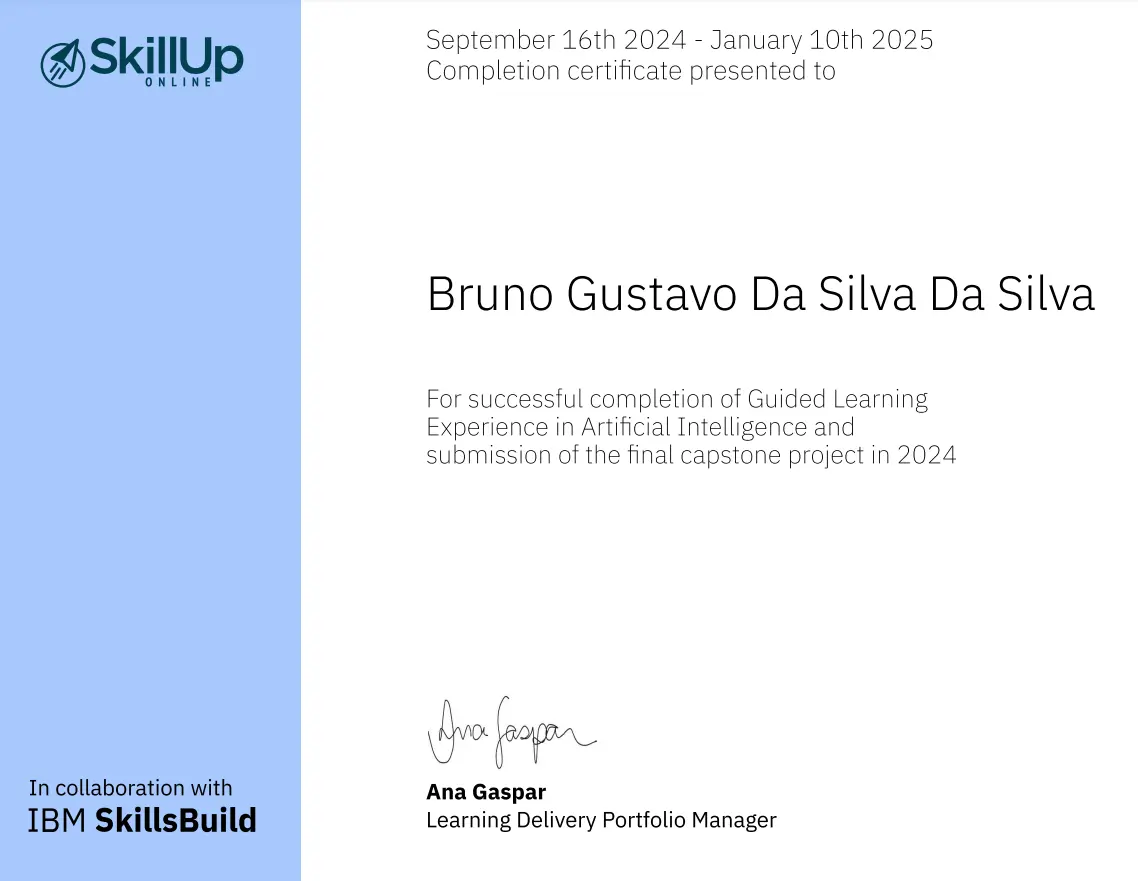 SkillUp
ONLINE
September 16th 2024 - January 10th 2025
Completion certificate presented to
Bruno Gustavo Da Silva Da Silva
For successful completion of Guided Learning
Experience in Artificial Intelligence and
submission of the final capstone project in 2024
Ana Gaspar
Ana Gaspar
Learning Delivery Portfolio Manager
In collaboration with
IBM SkillsBuild